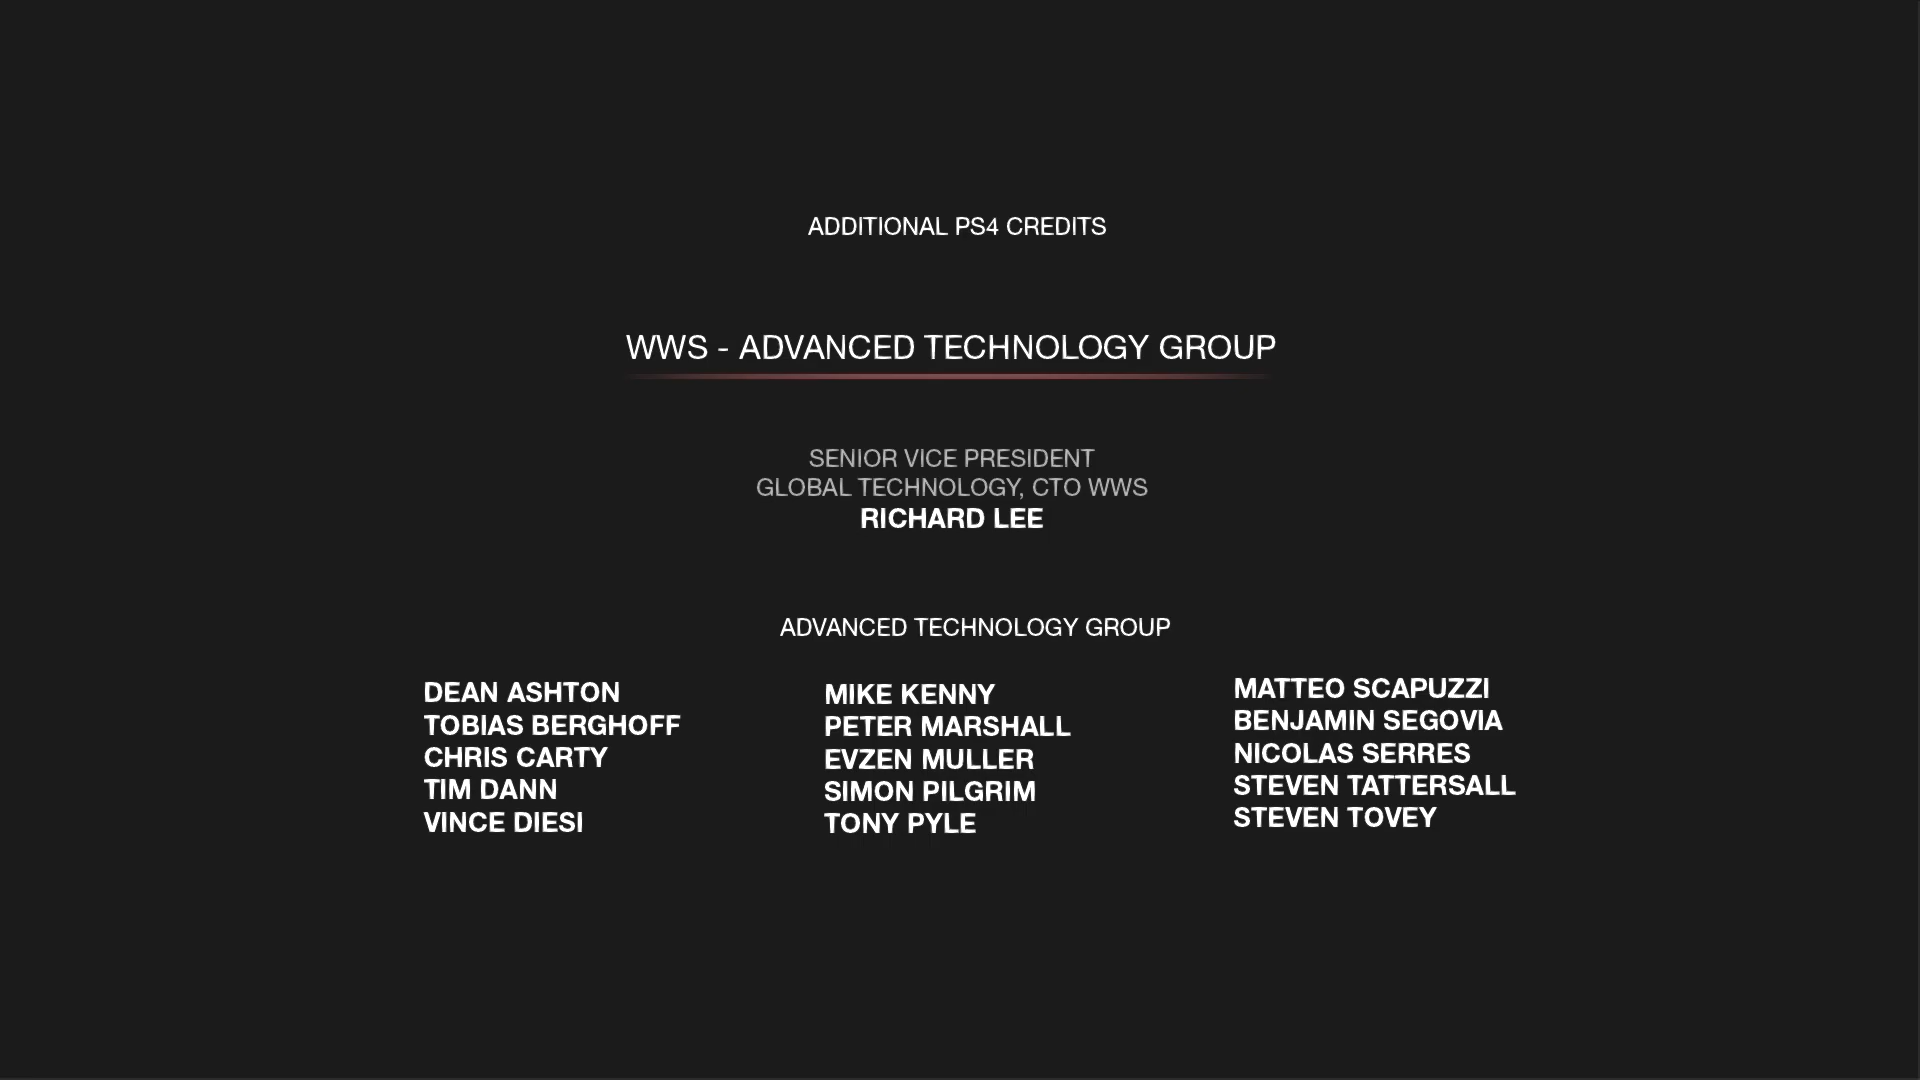 ADDITIONAL PS4 CREDITS
WWS - ADVANCED TECHNOLOGY GROUP
SENIOR VICE PRESIDENT
GLOBAL TECHNOLOGY, CTO WWS
RICHARD LEE
ADVANCED TECHNOLOGY GROUP
DEAN ASHTON
TOBIAS BERGHOFF
CHRIS CARTY
TIM DANN
VINCE DIESI
MIKE KENNY
PETER MARSHALL
EVZEN MULLER
SIMON PILGRIM
TONY PYLE
MATTEO SCAPUZZI
BENJAMIN SEGOVIA
NICOLAS SERRES
STEVEN TATTERSALL
STEVEN TOVEY